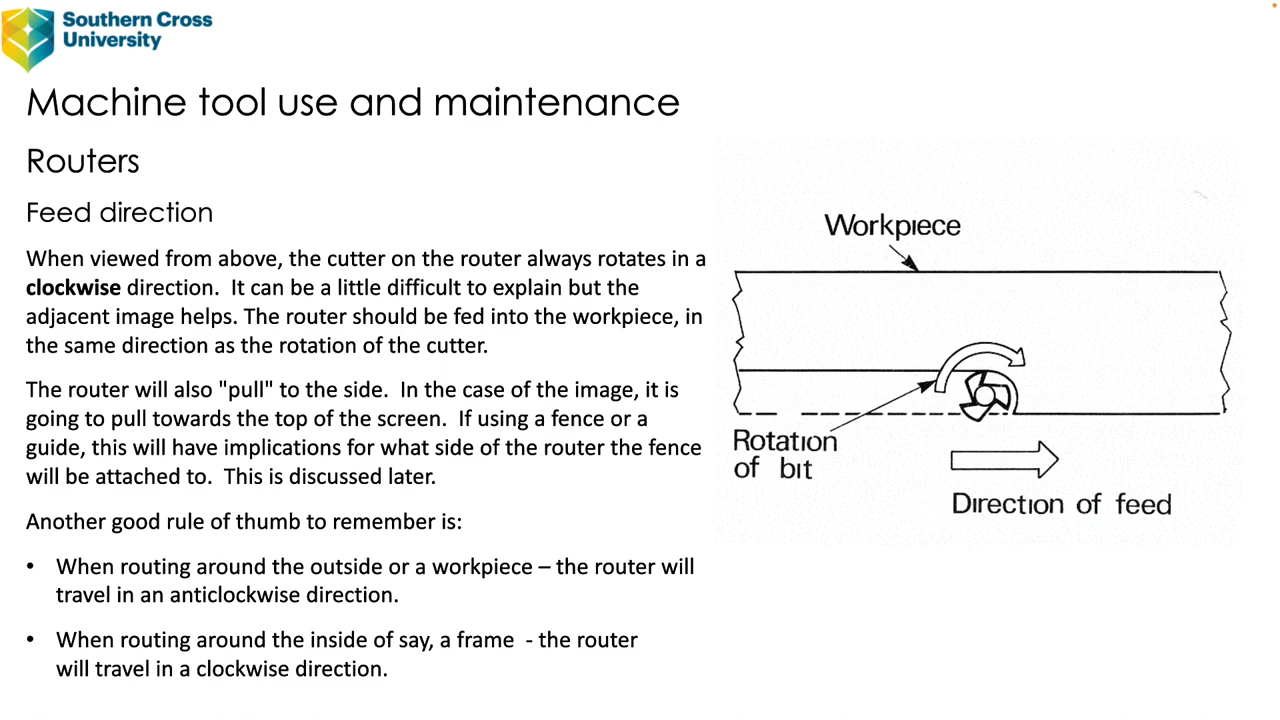 Southern Cross
University
Machine tool use and maintenance
Routers
Feed direction
When viewed from above, the cutter on the router always rotates in a
clockwise direction.  It can be a little difficult to explain but the
adjacent image helps. The router should be fed into the workpiece, in
the same direction as the rotation of the cutter.
The router will also "pull" to the side.  In the case of the image, it is
going to pull towards the top of the screen.  If using a fence or a
guide, this will have implications for what side of the router the fence
will be attached to.  This is discussed later.
Another good rule of thumb to remember is:
• When routing around the outside or a workpiece – the router will
travel in an anticlockwise direction.
• When routing around the inside of say, a frame  - the router
will travel in a clockwise direction.
Workpiece
Rotation
of bit
Direction of feed